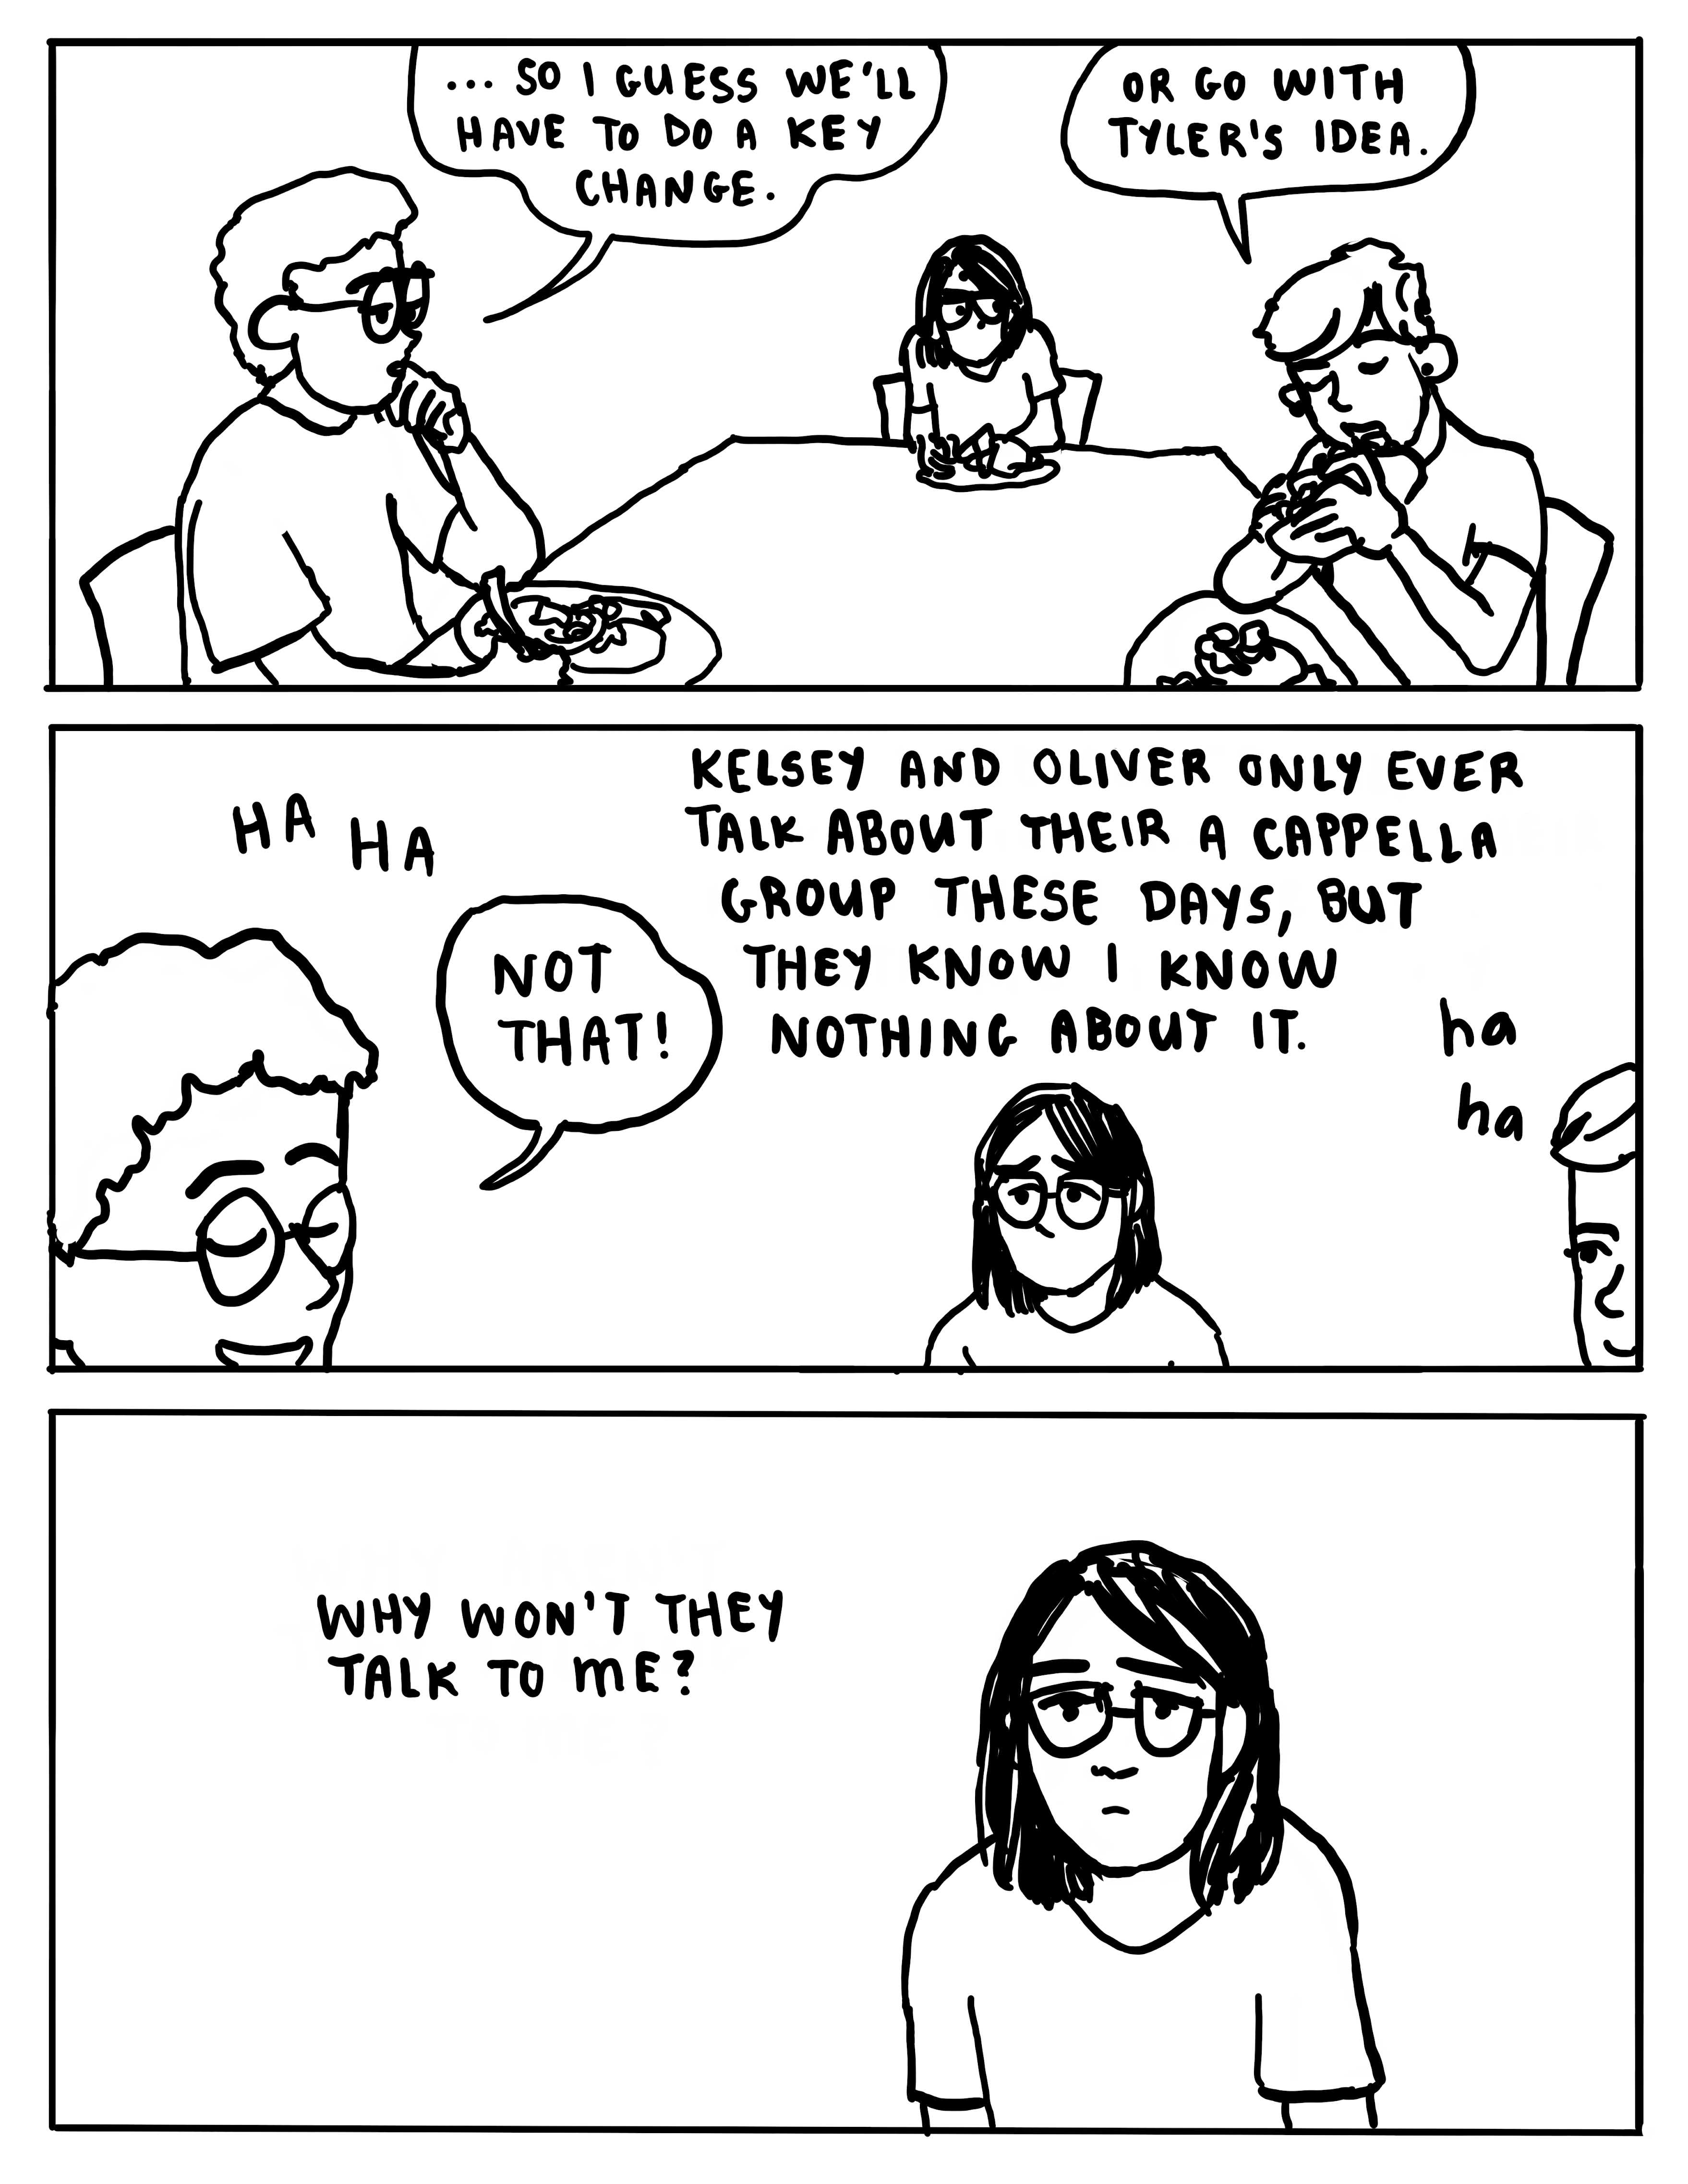 ... SO I GUESS WE'LL
HAVE TO DO A KEY
CHANGE.
OR GO WITH
TYLER'S IDEA.
HA HA
NOT
THAT!
KELSEY AND OLIVER ONLY EVER
TALK ABOUT THEIR A CAPPELLA
GROUP THESE DAYS, BUT
THEY KNOW I KNOW
NOTHING ABOUT IT.
ha
ha
WHY WON'T THEY
TALK TO ME?